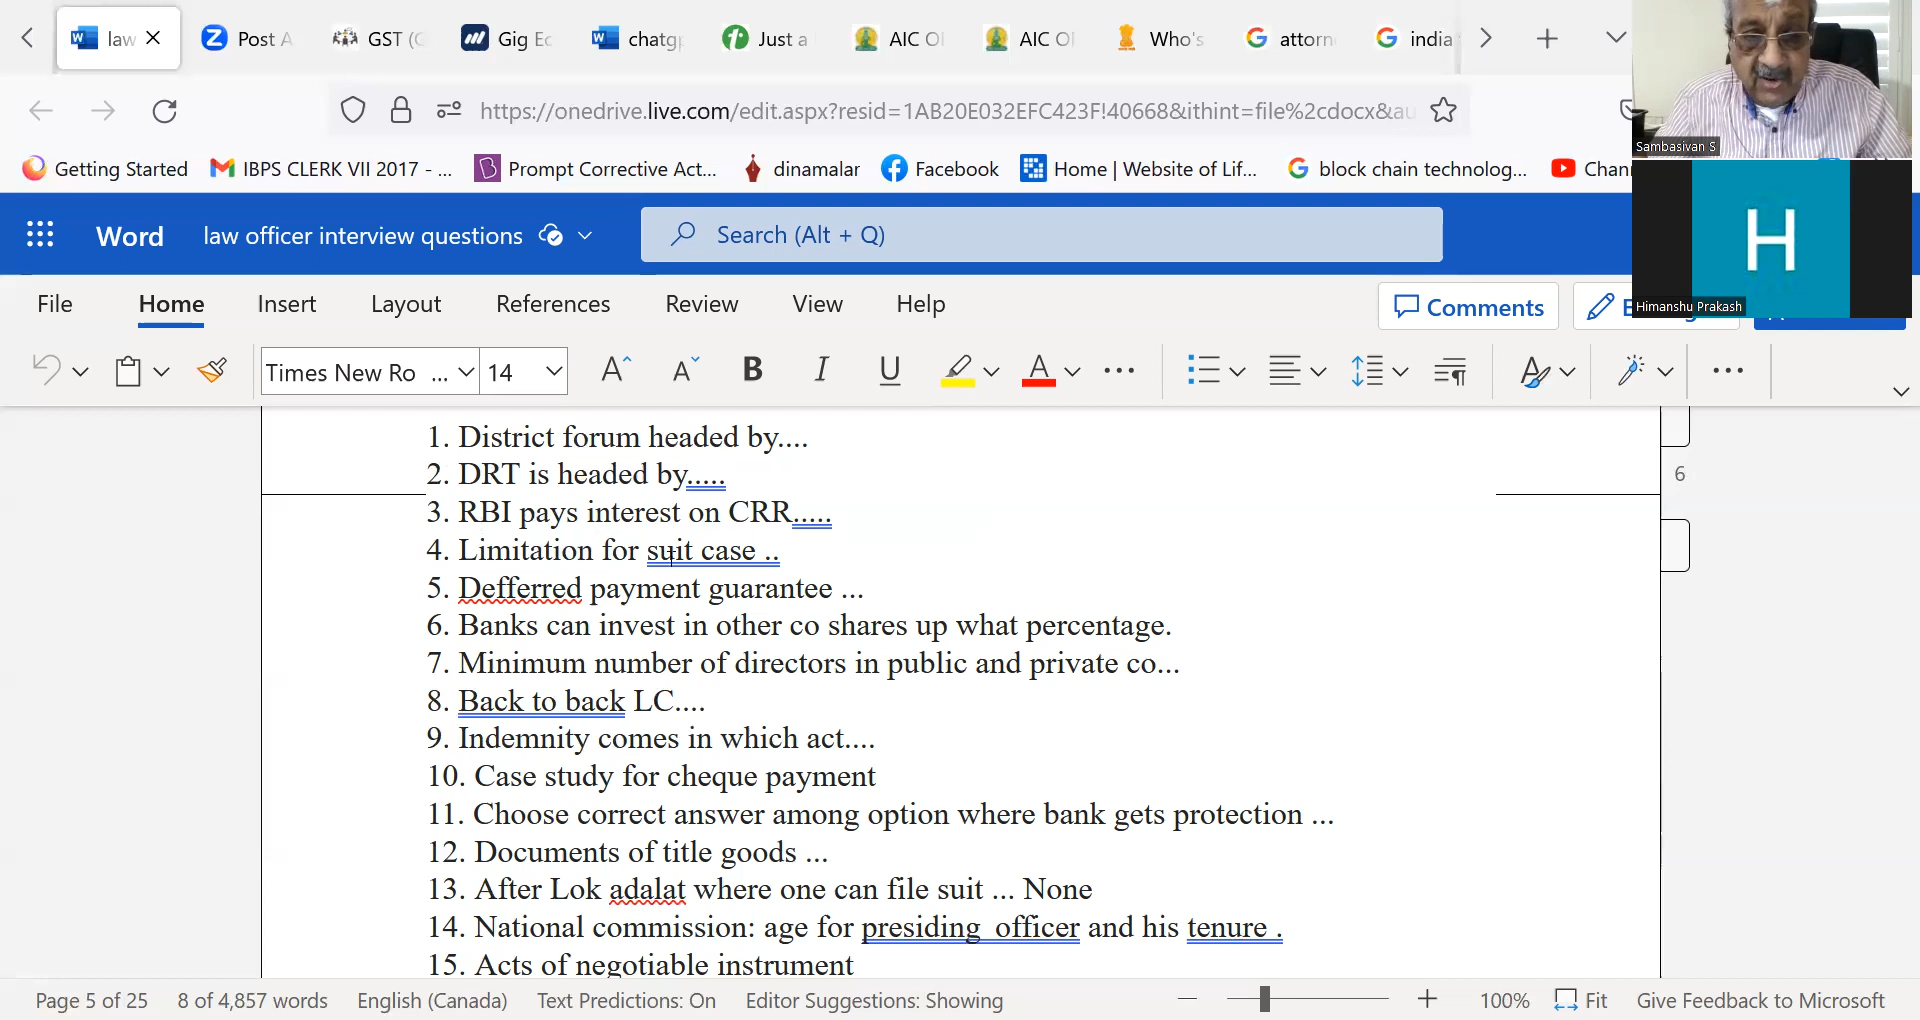 law
Post A
GST (
Gig Ec
chatg
Just a
AIC Ol
AIC Ol
Who's
attorn
india
https://onedrive.live.com/edit.aspx?resid=1AB20E032EFC423F!40668&ithint=file%2cdocx&au
Sambasivan S
Getting Started
IBPS CLERK VII 2017 - ...
Prompt Corrective Act...
dinamalar
Facebook
Home | Website of Lif...
block chain technolog...
Chan
H
Himanshu Prakash
Word
law officer interview questions
Search (Alt + Q)
File Home Insert Layout References Review View Help
Comments
Times New Ro ... 14
1. District forum headed by....
2. DRT is headed by.....
6
3. RBI pays interest on CRR.....
4. Limitation for suit case ..
5. Defferred payment guarantee ...
6. Banks can invest in other co shares up what percentage.
7. Minimum number of directors in public and private co...
8. Back to back LC....
9. Indemnity comes in which act....
10. Case study for cheque payment
11. Choose correct answer among option where bank gets protection ...
12. Documents of title goods ...
13. After Lok adalat where one can file suit ... None
14. National commission: age for presiding  officer and his tenure .
15. Acts of negotiable instrument
Page 5 of 25 8 of 4,857 words English (Canada) Text Predictions: On Editor Suggestions: Showing 100% Fit Give Feedback to Microsoft